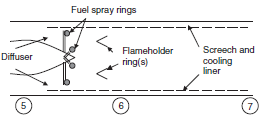 Fuel spray rings
Diffuser
Flameholder
ring(s)
Screech and
cooling
liner
5
6
7